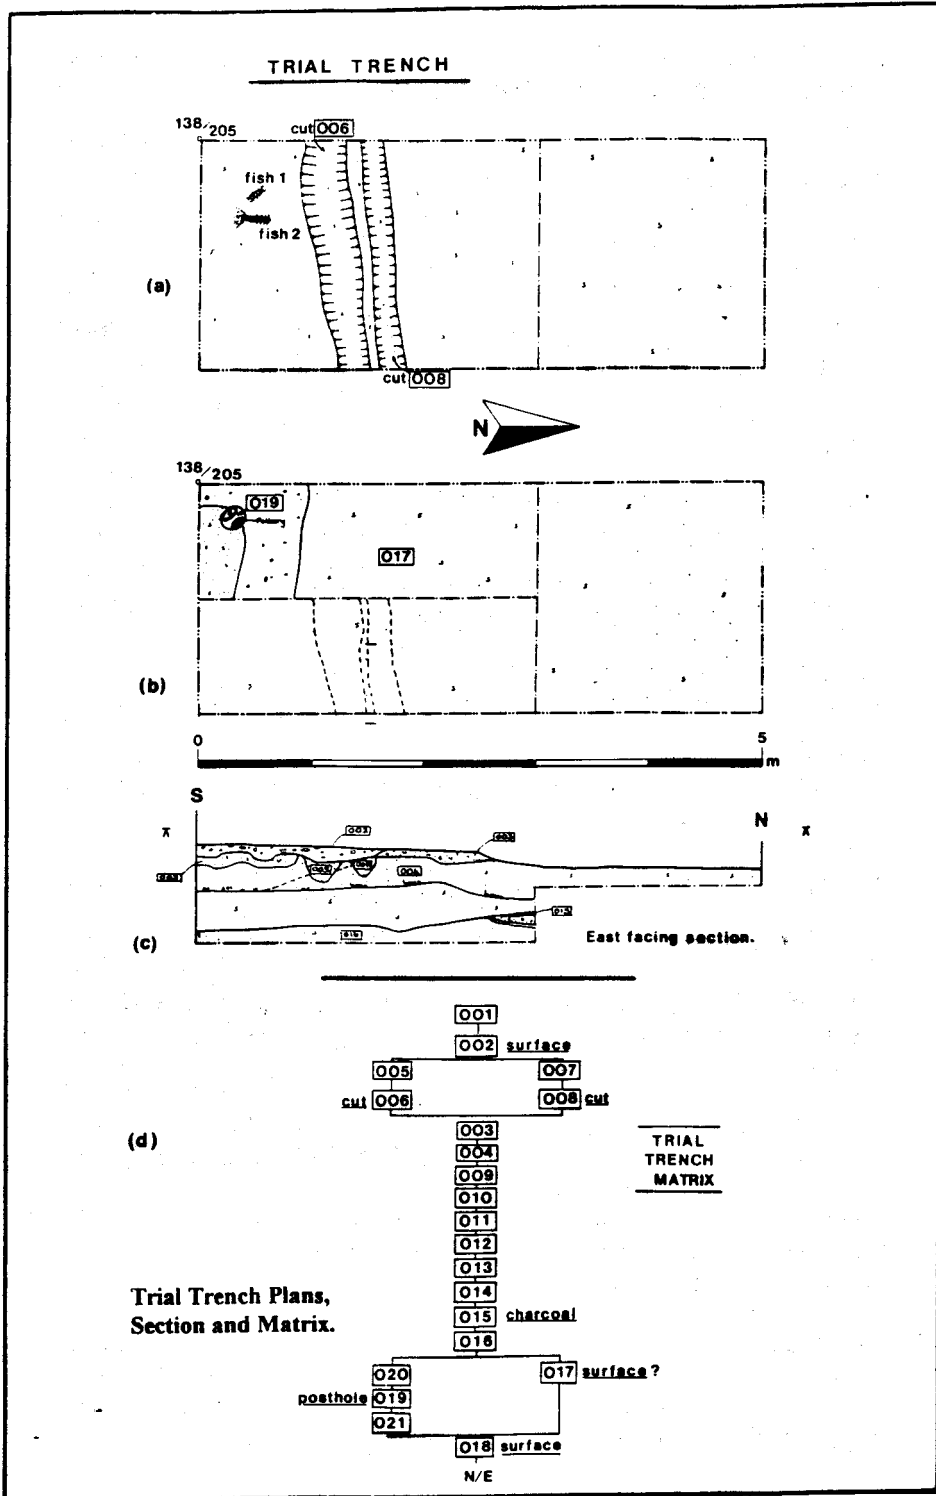 TRIAL TRENCH
138/205
cut 006
fish 1
fish 2
(a)
cut 008
N
138/205
019
017
(b)
0 5
m
S
N
(c)
East facing section.
001
002 surface
005 007
cut 006 008 cut
003
(d)
004
009
010
011
012
013
014
015 charcoal
016
TRIAL
TRENCH
MATRIX
Trial Trench Plans,
Section and Matrix.
020 017 surface ?
posthole 019
021
018 surface
N/E